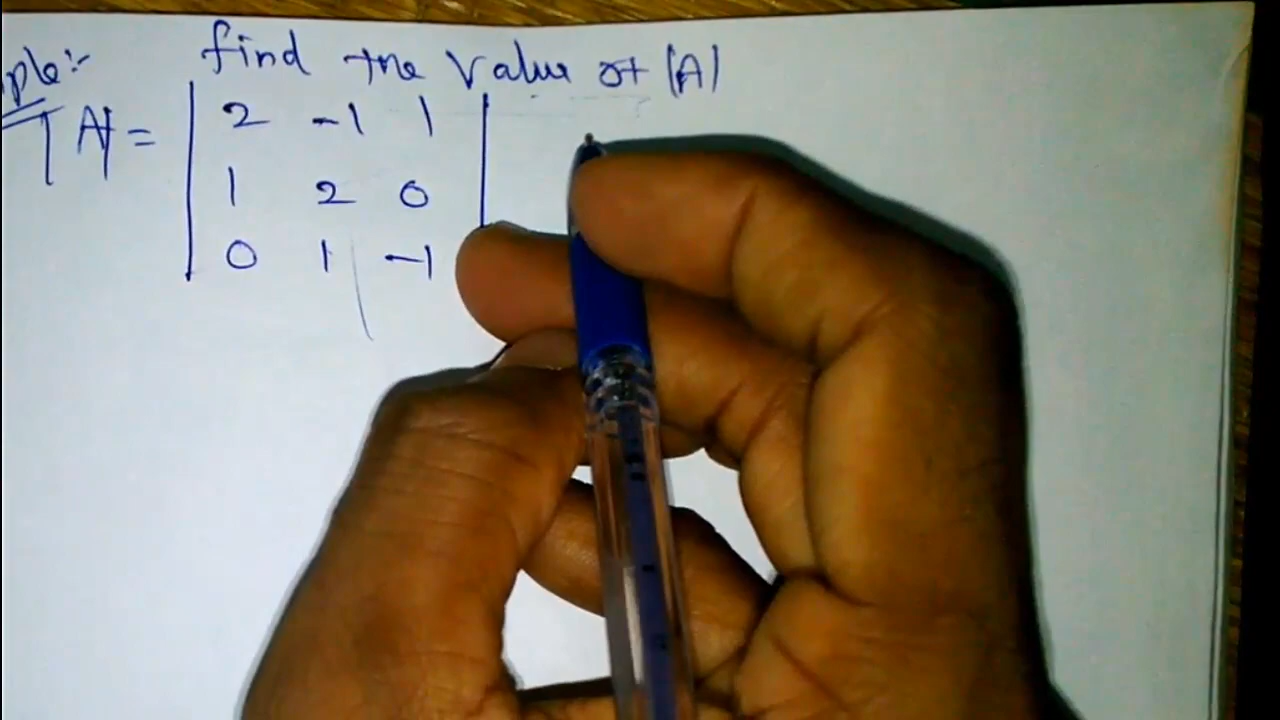 ple:- find the Value of |A|
|A| = | 2 -1 1 |
1 2 0
0 1 -1